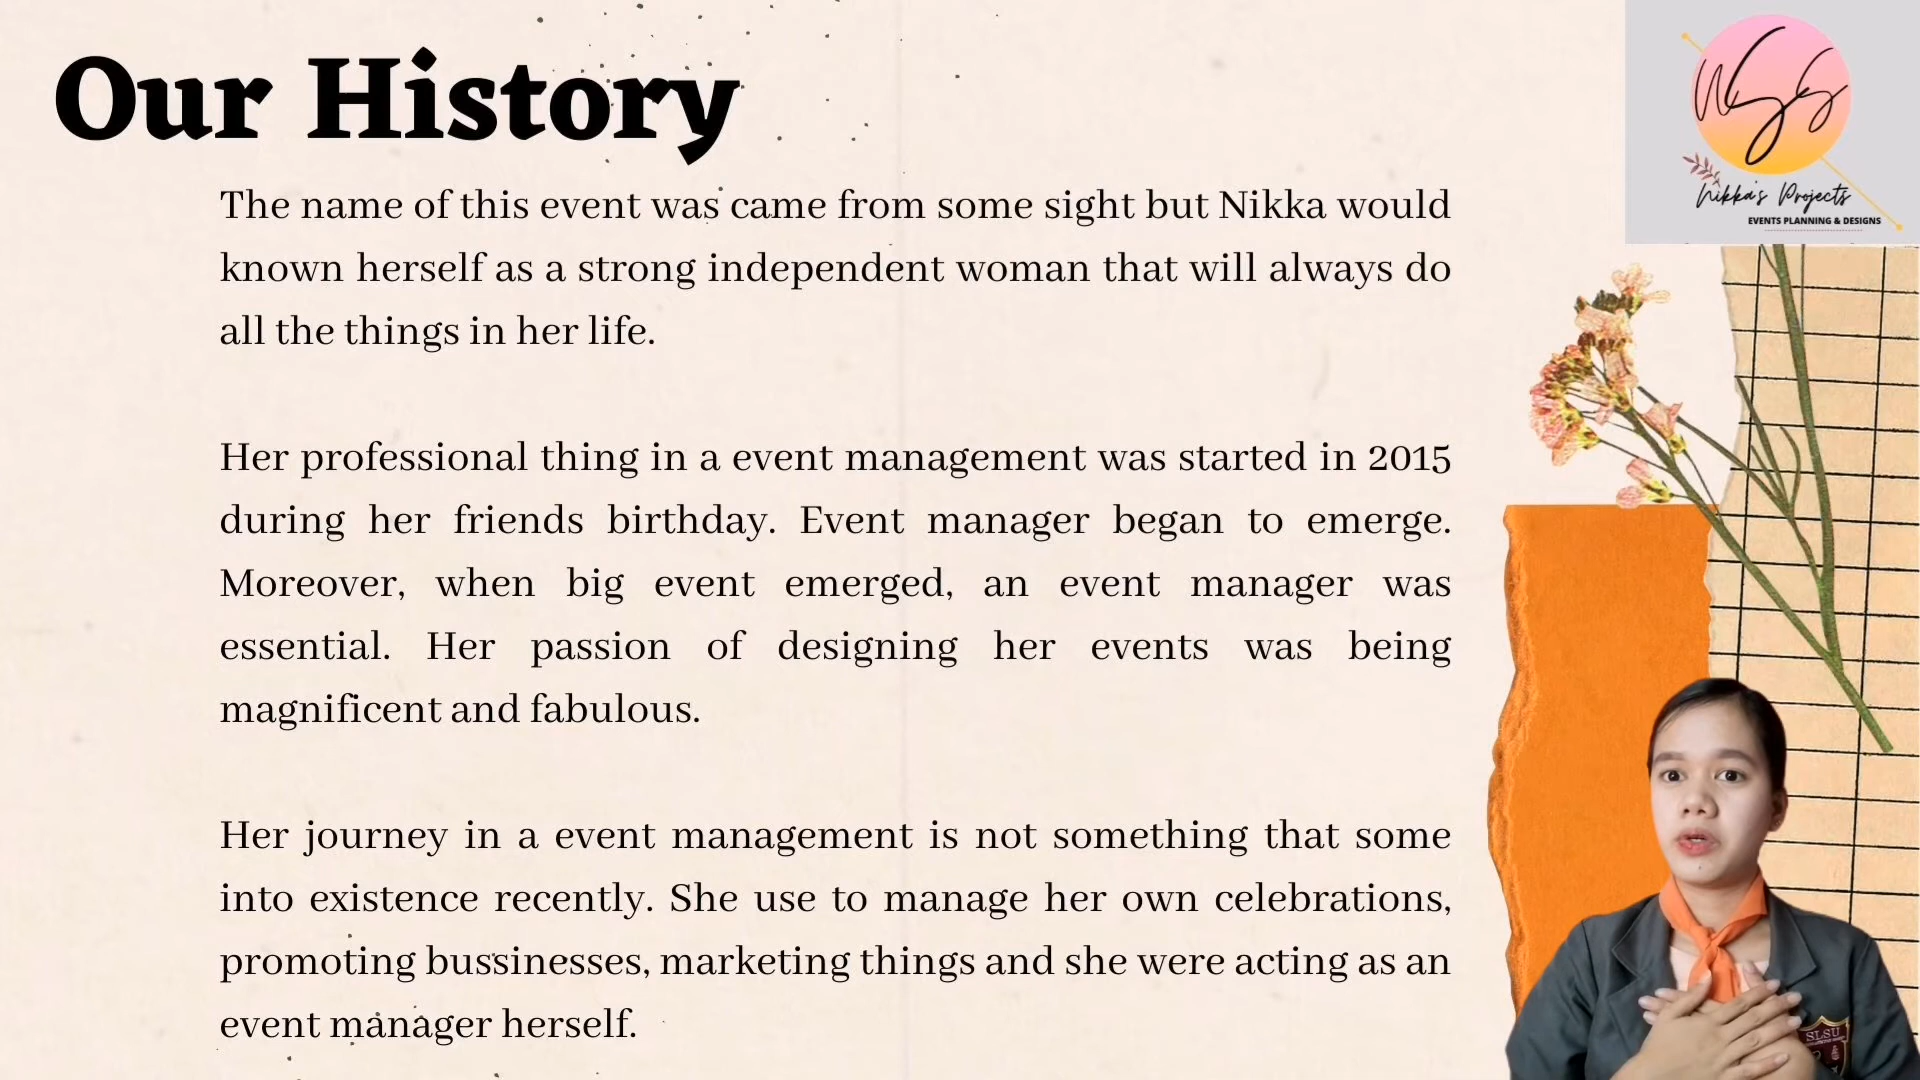 Our History
The name of this event was came from some sight but Nikka would
known herself as a strong independent woman that will always do
all the things in her life.
Her professional thing in a event management was started in 2015
during her friends birthday. Event manager began to emerge.
Moreover, when big event emerged, an event manager was
essential. Her passion of designing her events was being
magnificent and fabulous.
Her journey in a event management is not something that some
into existence recently. She use to manage her own celebrations,
promoting bussinesses, marketing things and she were acting as an
event manager herself.
Nikka's Projects
EVENTS PLANNING & DESIGNS
SLSU